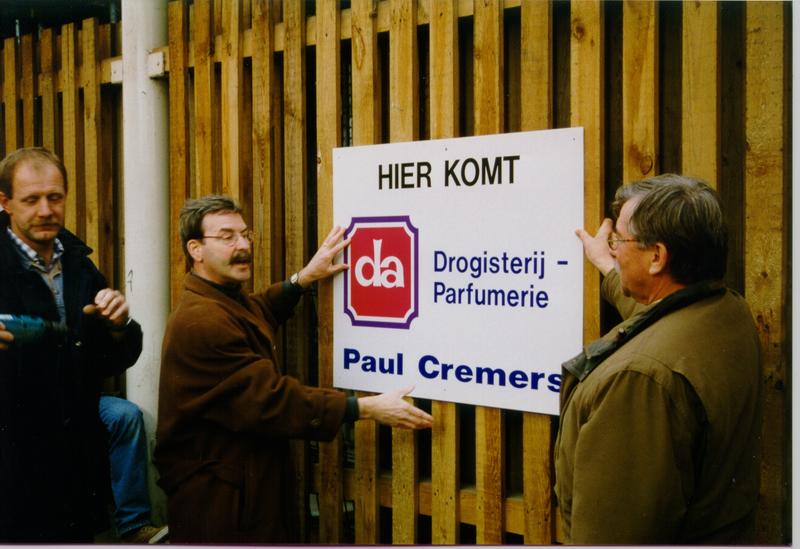 HIER KOMT
da
Drogisterij -
Parfumerie
Paul Cremers